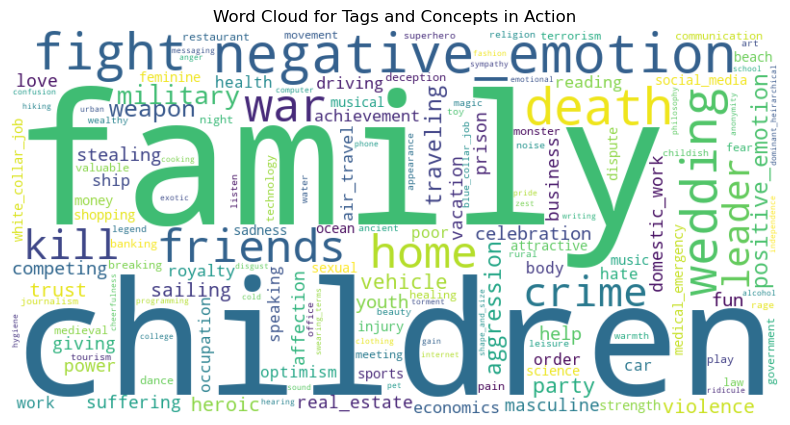 Word Cloud for Tags and Concepts in Action
fight negative_emotion
restaurant movement superhero religion terrorism communication art
messaging anger fashion sympathy beach school
confusion love feminine health driving deception reading social_media
hiking military war musical magic death
urban weapon achievement toy anonymity philosophy
wealthy night air_travel appearance traveling prison monster dispute fear
white_collar_job stealing cooking phone blue_collar_job noise childish
valuable family business wedding leader positive_emotion dominant_heirarchical
ship exotic listen technology water vacation pride zest
money shopping computer emotional domestic_work
legend sadness ocean ancient poor celebration writing independence
kill banking friends home attractive rural music
competing breaking royalty disgust sexual vehicle body hate medical_emergency
trust sailing speaking cold youth healing aggression crime fun alcohol
journalism cheerfulness programming office smearing_terms torment shape_and_size rage
hygiene medieval occupation affection beauty injury warmth help
giving college children clothing gain leisure order play government
tourism power optimism meeting internet science car law
dance sound sports pet pain party ridicule
work suffering heroic hearing real_estate economics masculine strength violence